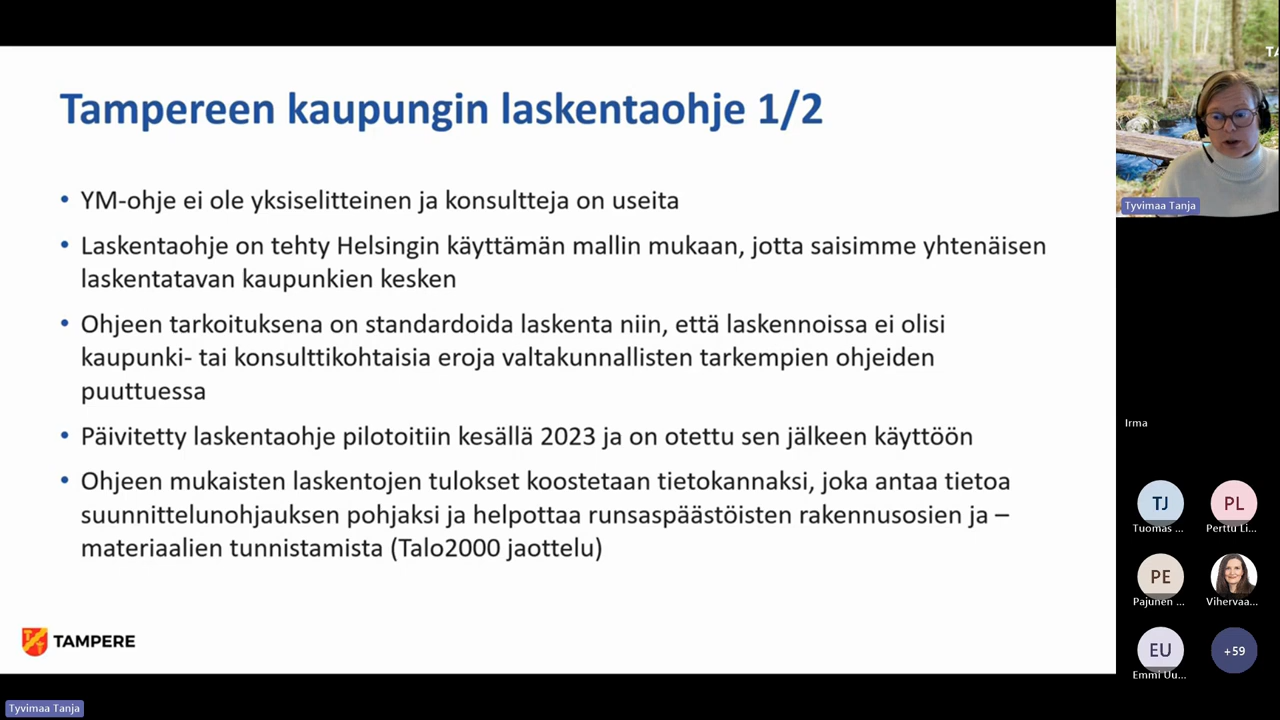 Tampereen kaupungin laskentaohje 1/2
• YM-ohje ei ole yksiselitteinen ja konsultteja on useita
• Laskentaohje on tehty Helsingin käyttämän mallin mukaan, jotta saisimme yhtenäisen
laskentatavan kaupunkien kesken
• Ohjeen tarkoituksena on standardoida laskenta niin, että laskennoissa ei olisi
kaupunki- tai konsulttikohtaisia eroja valtakunnallisten tarkempien ohjeiden
puuttuessa
• Päivitetty laskentaohje pilotoitiin kesällä 2023 ja on otettu sen jälkeen käyttöön
• Ohjeen mukaisten laskentojen tulokset koostetaan tietokannaksi, joka antaa tietoa
suunnittelunohjauksen pohjaksi ja helpottaa runsaspäästöisten rakennusosien ja –
materiaalien tunnistamista (Talo2000 jaottelu)
TAMPERE
Tyvimaa Tanja
TA
Tyvimaa Tanja
Irma
TJ
PL
Tuomas ...
Perttu Li...
PE
Pajunen ...
Vihervaa...
EU
+59
Emmi Uu...